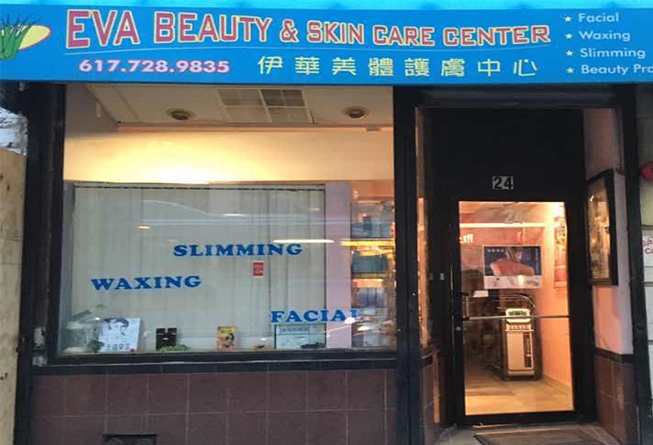 EVA BEAUTY & SKIN CARE CENTER
617.728.9835 伊華美體護膚中心
★ Facial
★ Waxing
★ Slimming
★ Beauty Pro
24
SLIMMING
WAXING
FACIAL